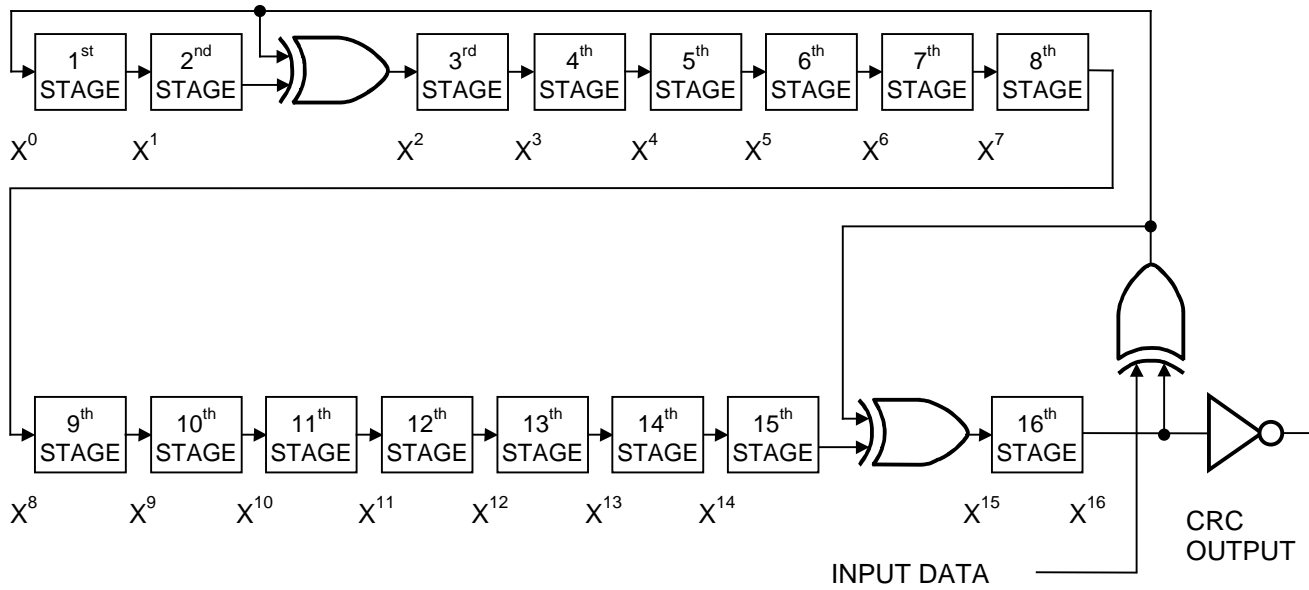 1st STAGE
2nd STAGE
3rd STAGE
4th STAGE
5th STAGE
6th STAGE
7th STAGE
8th STAGE
X0 X1 X2 X3 X4 X5 X6 X7
9th STAGE
10th STAGE
11th STAGE
12th STAGE
13th STAGE
14th STAGE
15th STAGE
16th STAGE
X8 X9 X10 X11 X12 X13 X14 X15 X16
CRC
OUTPUT
INPUT DATA